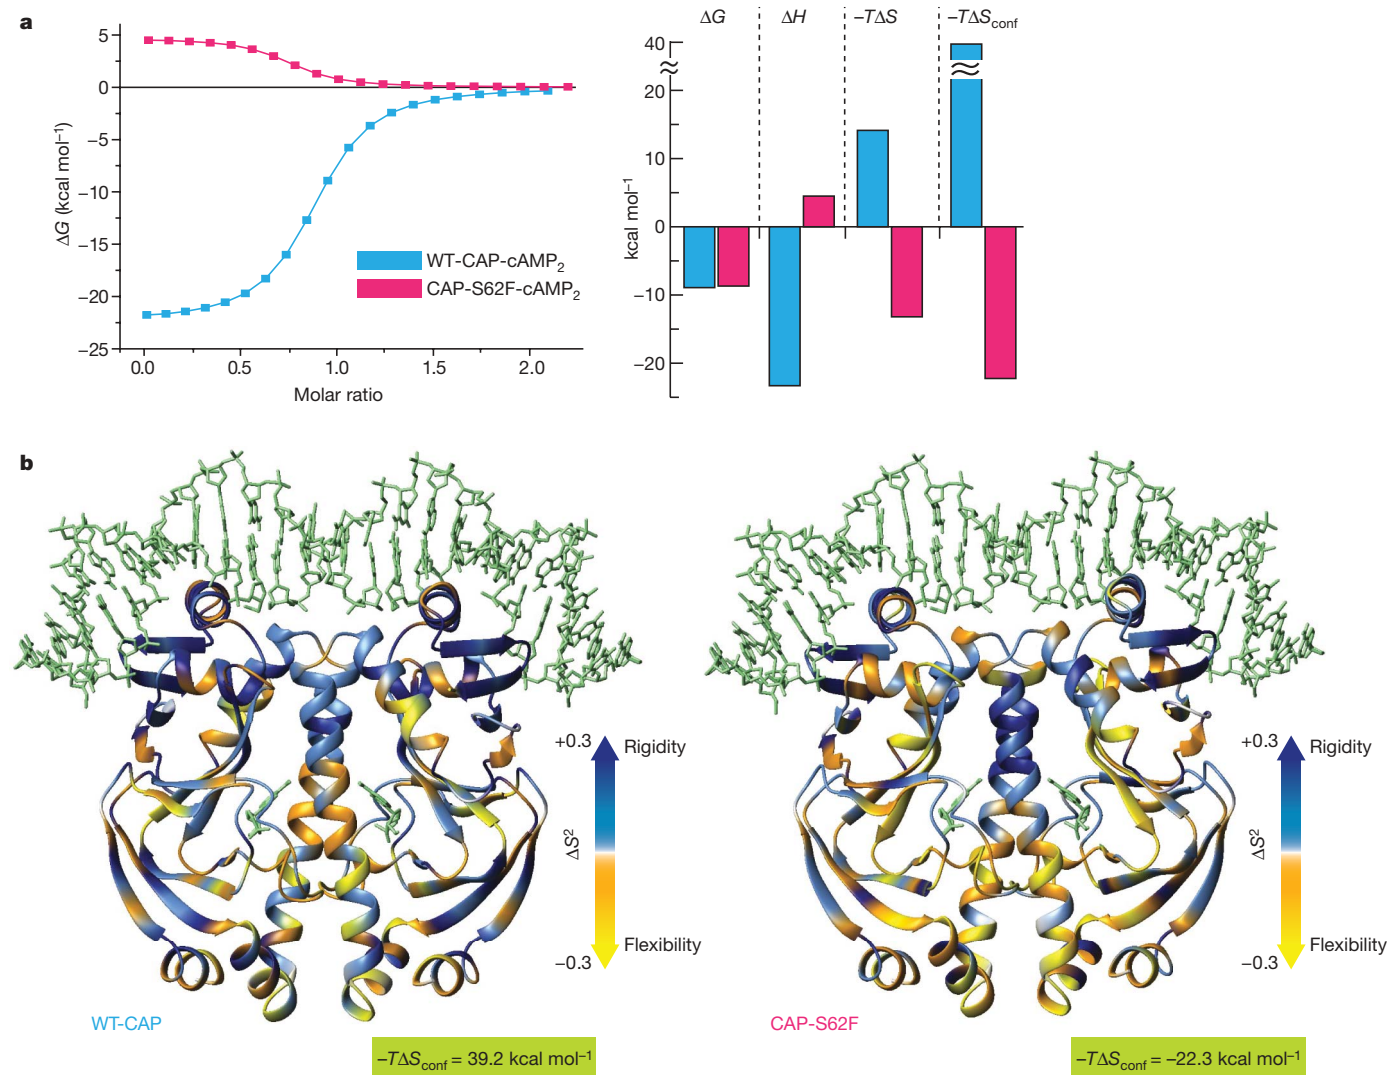 a
ΔG (kcal mol⁻¹)
5
0
−5
−10
−15
−20
−25
0.0 0.5 1.0 1.5 2.0
Molar ratio
WT-CAP-cAMP₂
CAP-S62F-cAMP₂
ΔG ΔH −TΔS −TΔSconf
kcal mol⁻¹
40
20
10
0
−10
−20
b
+0.3 Rigidity
ΔS²
−0.3 Flexibility
WT-CAP
−TΔSconf = 39.2 kcal mol⁻¹
+0.3 Rigidity
ΔS²
−0.3 Flexibility
CAP-S62F
−TΔSconf = −22.3 kcal mol⁻¹